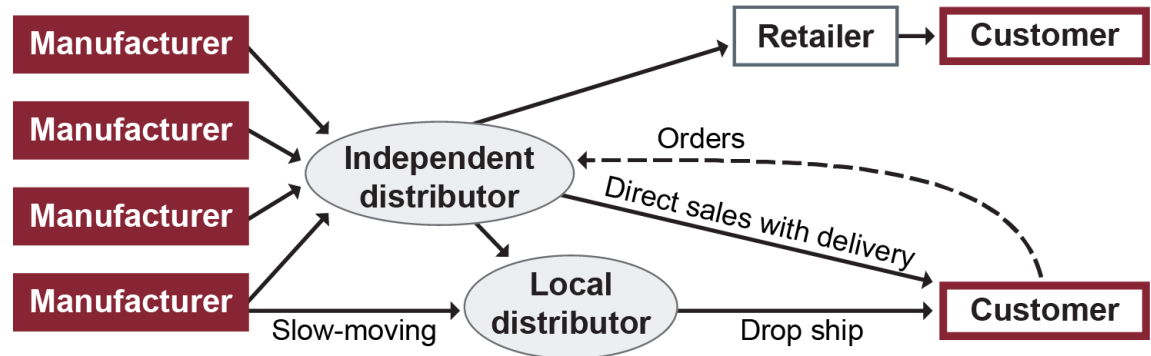 Manufacturer
Retailer
Customer
Manufacturer
Orders
Independent
distributor
Manufacturer
Direct sales with delivery
Manufacturer
Local
distributor
Customer
Slow-moving
Drop ship